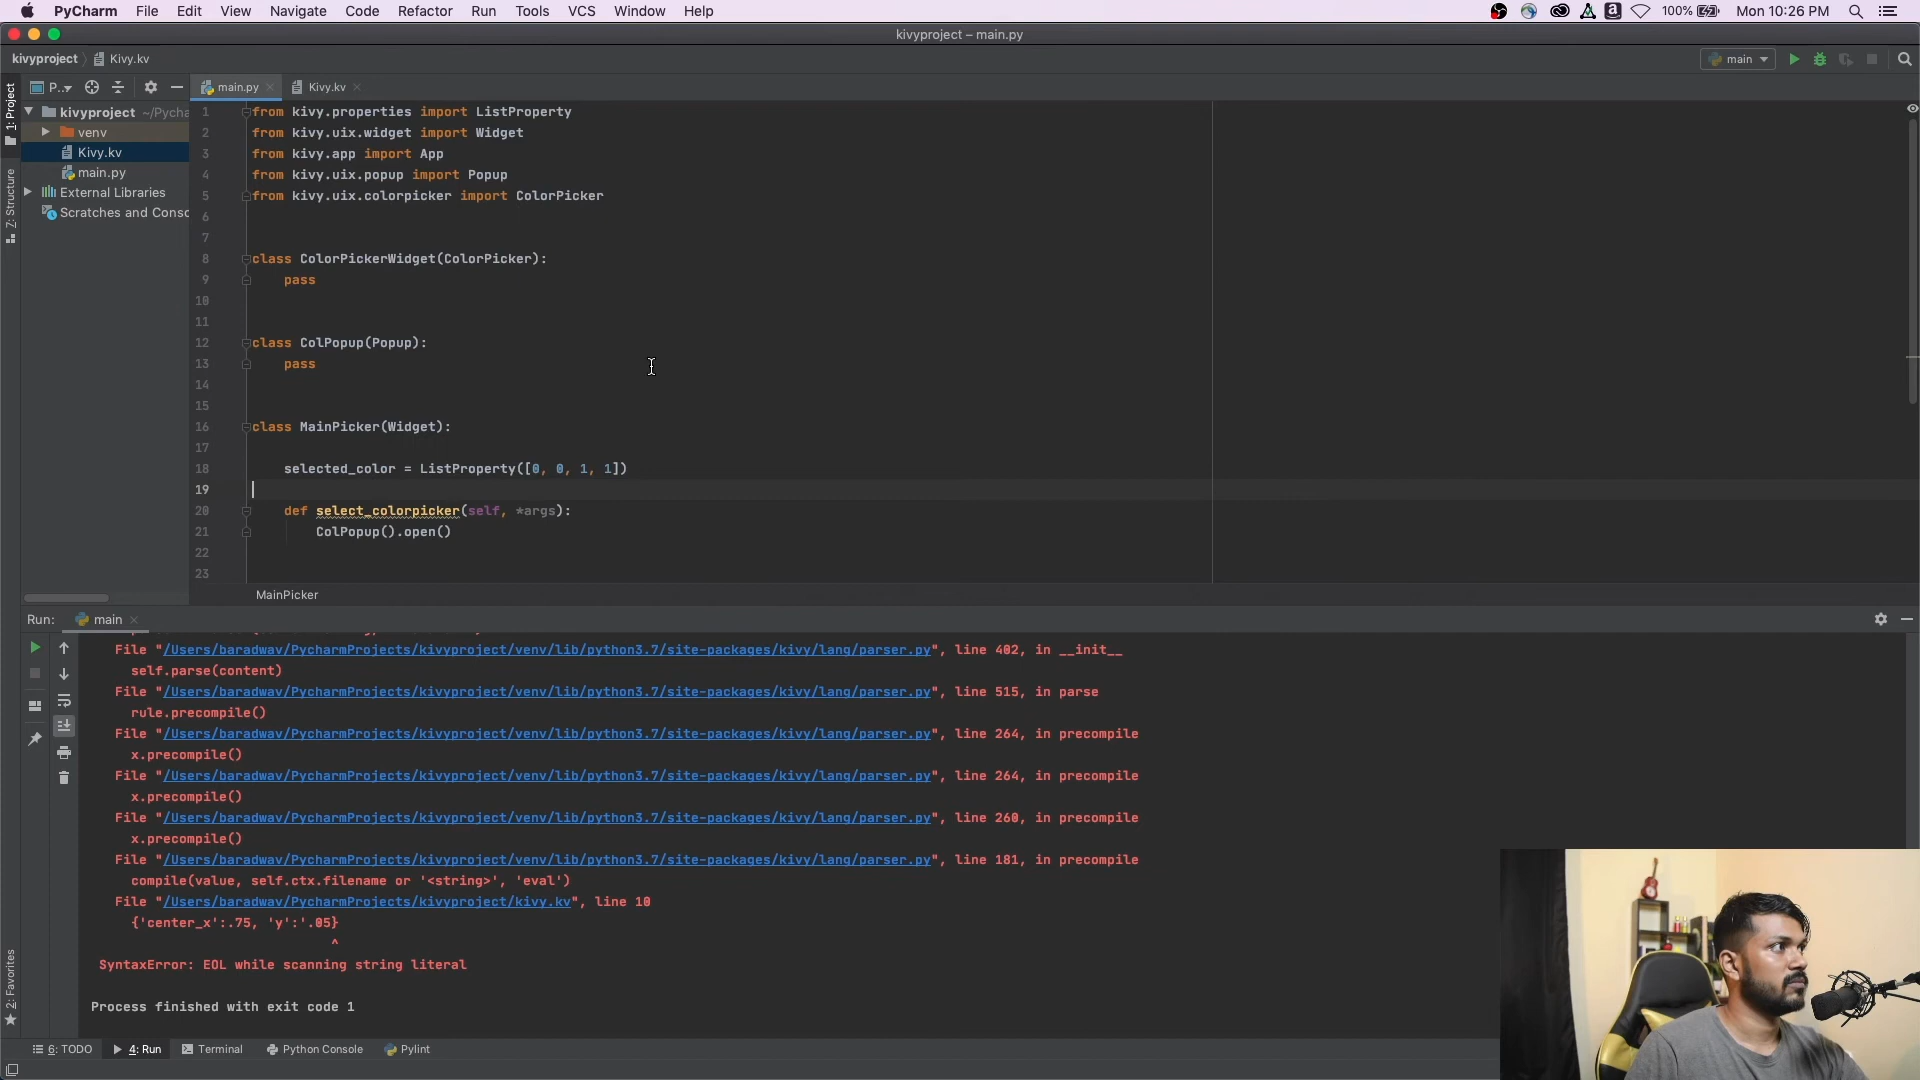 PyCharm File Edit View Navigate Code Refactor Run Tools VCS Window Help
100% Mon 10:26 PM
kivyproject – main.py
kivyproject Kivy.kv
main
P..
main.py
Kivy.kv
1: Project
kivyproject ~/Pycha
venv
Kivy.kv
main.py
External Libraries
Scratches and Conso
Z: Structure
2: Favorites
1 from kivy.properties import ListProperty
2 from kivy.uix.widget import Widget
3 from kivy.app import App
4 from kivy.uix.popup import Popup
5 from kivy.uix.colorpicker import ColorPicker
6
7
8 class ColorPickerWidget(ColorPicker):
9 pass
10
11
12 class ColPopup(Popup):
13 pass
14
15
16 class MainPicker(Widget):
17
18 selected_color = ListProperty([0, 0, 1, 1])
19
20 def select_colorpicker(self, *args):
21 ColPopup().open()
22
23
MainPicker
Run: main
File "/Users/baradwav/PycharmProjects/kivyproject/venv/lib/python3.7/site-packages/kivy/lang/parser.py", line 402, in __init__
self.parse(content)
File "/Users/baradwav/PycharmProjects/kivyproject/venv/lib/python3.7/site-packages/kivy/lang/parser.py", line 515, in parse
rule.precompile()
File "/Users/baradwav/PycharmProjects/kivyproject/venv/lib/python3.7/site-packages/kivy/lang/parser.py", line 264, in precompile
x.precompile()
File "/Users/baradwav/PycharmProjects/kivyproject/venv/lib/python3.7/site-packages/kivy/lang/parser.py", line 264, in precompile
x.precompile()
File "/Users/baradwav/PycharmProjects/kivyproject/venv/lib/python3.7/site-packages/kivy/lang/parser.py", line 260, in precompile
x.precompile()
File "/Users/baradwav/PycharmProjects/kivyproject/venv/lib/python3.7/site-packages/kivy/lang/parser.py", line 181, in precompile
compile(value, self.ctx.filename or '<string>', 'eval')
File "/Users/baradwav/PycharmProjects/kivyproject/kivy.kv", line 10
{'center_x':.75, 'y':'.05}
^
SyntaxError: EOL while scanning string literal
Process finished with exit code 1
6: TODO 4: Run Terminal Python Console Pylint